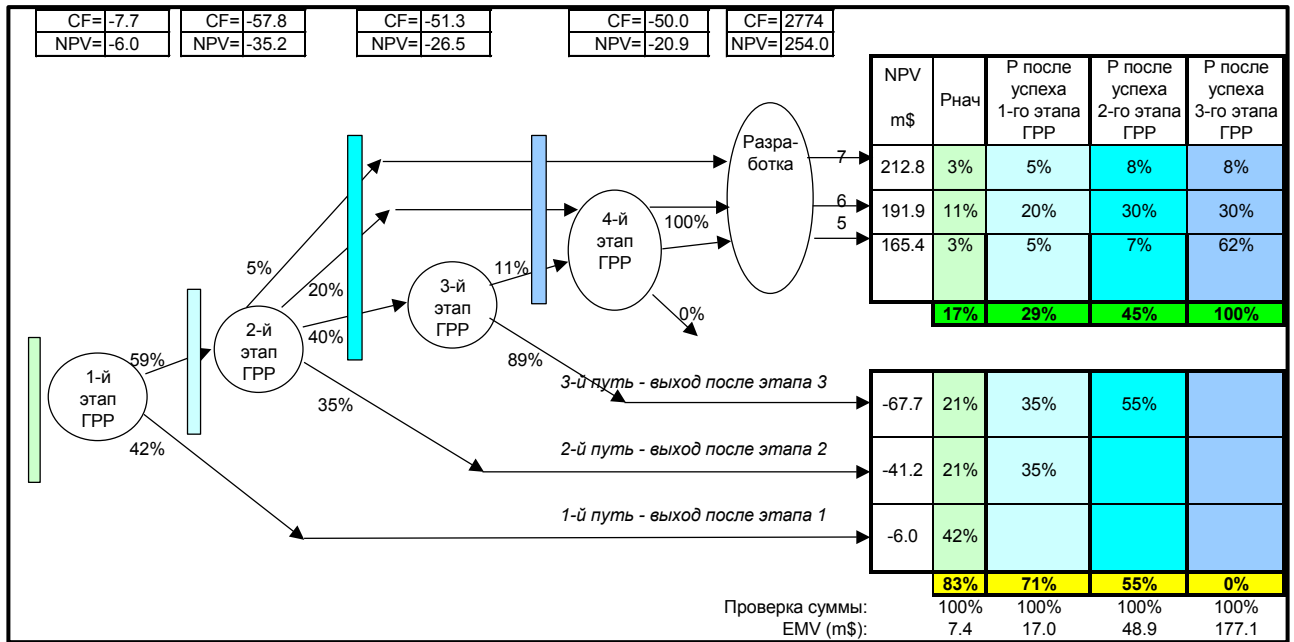 CF= -7.7 CF= -57.8 CF= -51.3 CF= -50.0 CF= 2774
NPV= -6.0 NPV= -35.2 NPV= -26.5 NPV= -20.9 NPV= 254.0
NPV
m$
Pнач
P после
успеха
1-го этапа
ГРР
P после
успеха
2-го этапа
ГРР
P после
успеха
3-го этапа
ГРР
Разра-
ботка
7
212.8 3% 5% 8% 8%
6
191.9 11% 20% 30% 30%
5
165.4 3% 5% 7% 62%
17% 29% 45% 100%
4-й
этап
ГРР
100%
0%
11%
3-й
этап
ГРР
89%
5%
20%
40%
2-й
этап
ГРР
35%
59%
1-й
этап
ГРР
42%
3-й путь - выход после этапа 3
-67.7 21% 35% 55%
2-й путь - выход после этапа 2
-41.2 21% 35%
1-й путь - выход после этапа 1
-6.0 42%
83% 71% 55% 0%
Проверка суммы: 100% 100% 100% 100%
EMV (m$): 7.4 17.0 48.9 177.1